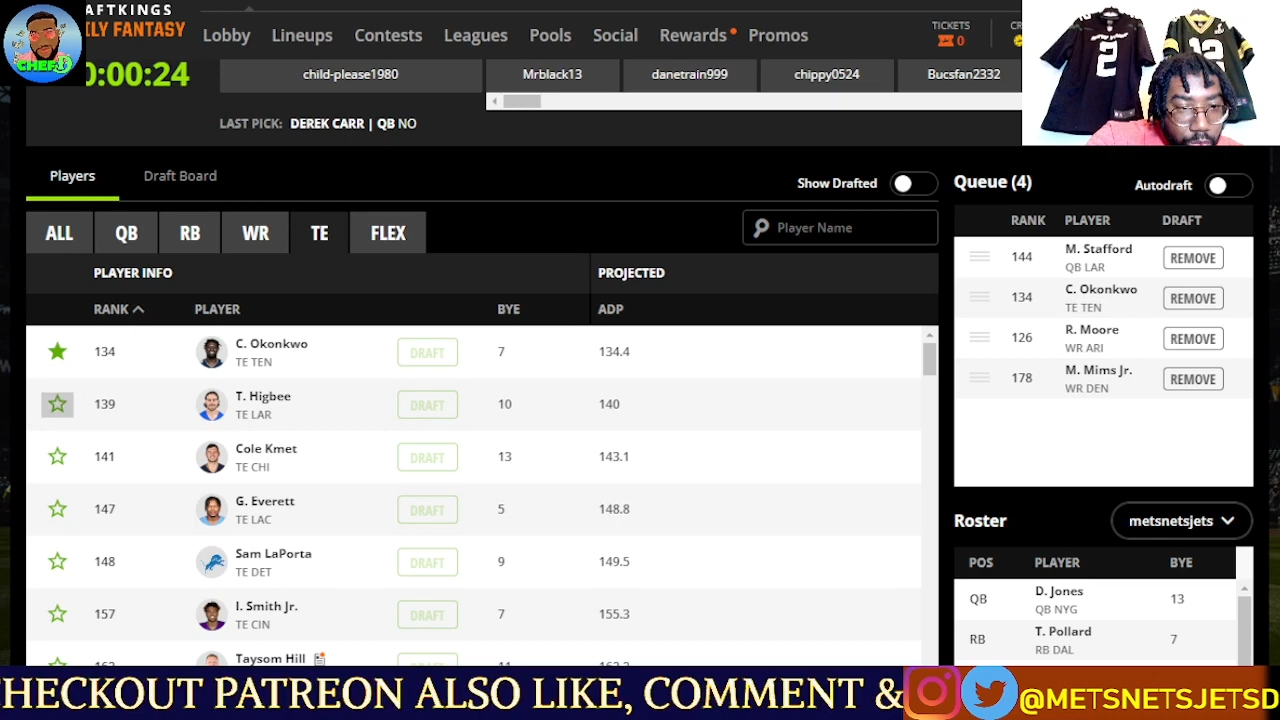 AFTKINGS
ILY FANTASY
Lobby Lineups Contests Leagues Pools Social Rewards Promos
TICKETS
0
CHEF
0:00:24
child-please1980 Mrblack13 danetrain999 chippy0524 Bucsfan2332
2 12
LAST PICK: DEREK CARR | QB NO
Players Draft Board Show Drafted
ALL QB RB WR TE FLEX Player Name
PLAYER INFO PROJECTED
RANK PLAYER BYE ADP
134 C. Okonkwo TE TEN DRAFT 7 134.4
139 T. Higbee TE LAR DRAFT 10 140
141 Cole Kmet TE CHI DRAFT 13 143.1
147 G. Everett TE LAC DRAFT 5 148.8
148 Sam LaPorta TE DET DRAFT 9 149.5
157 I. Smith Jr. TE CIN DRAFT 7 155.3
Taysom Hill
Queue (4) Autodraft
RANK PLAYER DRAFT
144 M. Stafford QB LAR REMOVE
134 C. Okonkwo TE TEN REMOVE
126 R. Moore WR ARI REMOVE
178 M. Mims Jr. WR DEN REMOVE
Roster metsnetsjets
POS PLAYER BYE
QB D. Jones QB NYG 13
RB T. Pollard RB DAL 7
CHECKOUT PATREON ALSO LIKE, COMMENT &
@METSNETSJETSD